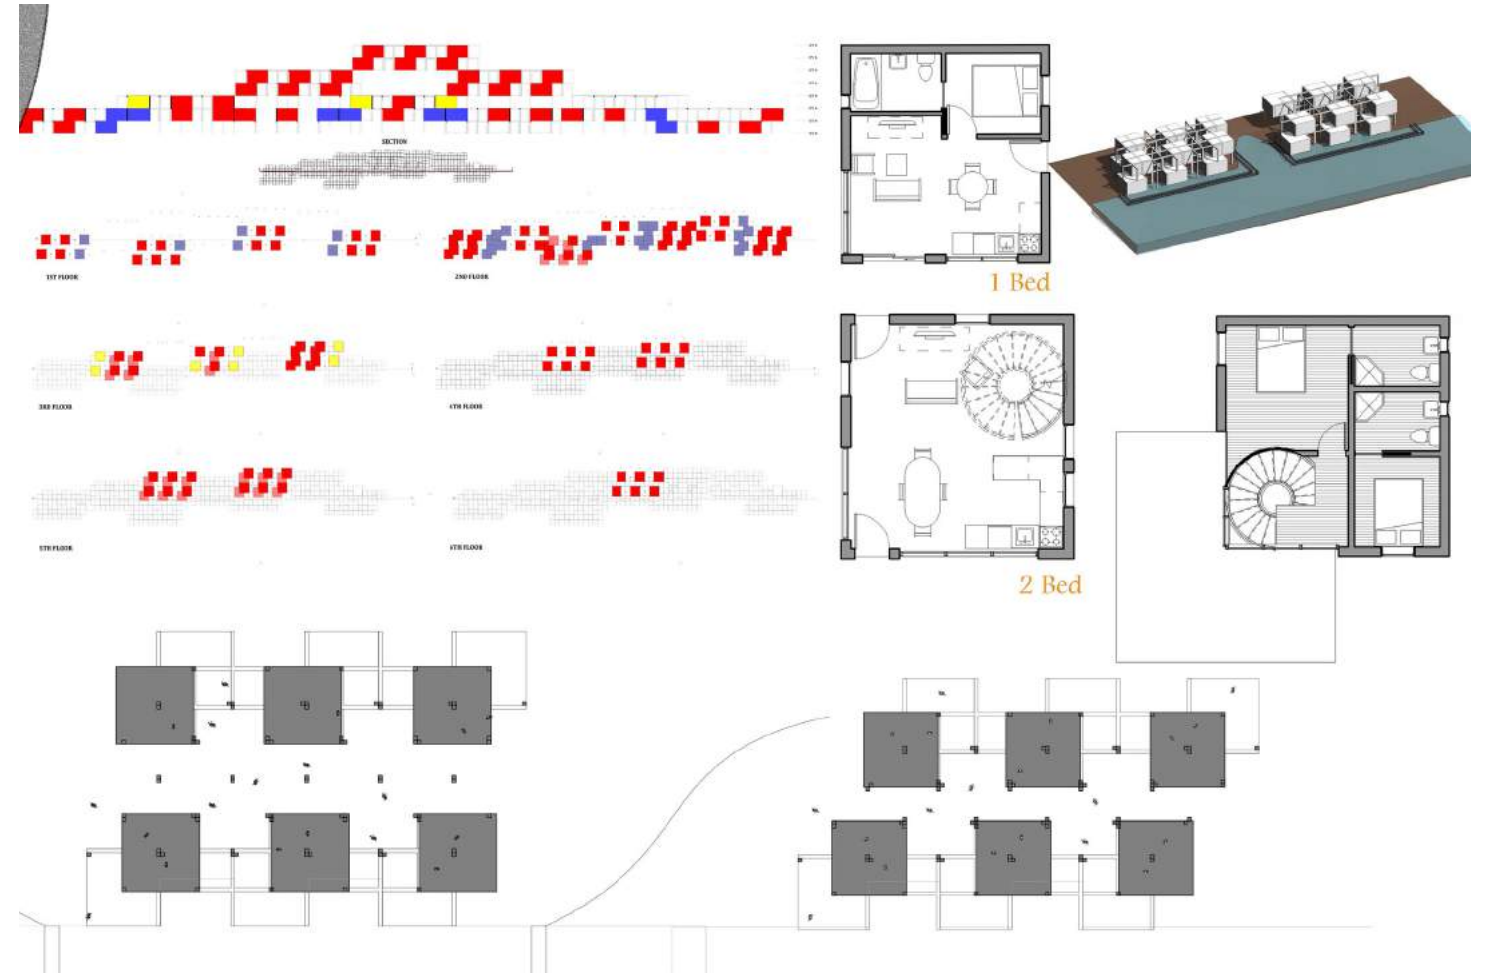 SECTION
1ST FLOOR
2ND FLOOR
1 Bed
3RD FLOOR
4TH FLOOR
5TH FLOOR
6TH FLOOR
2 Bed